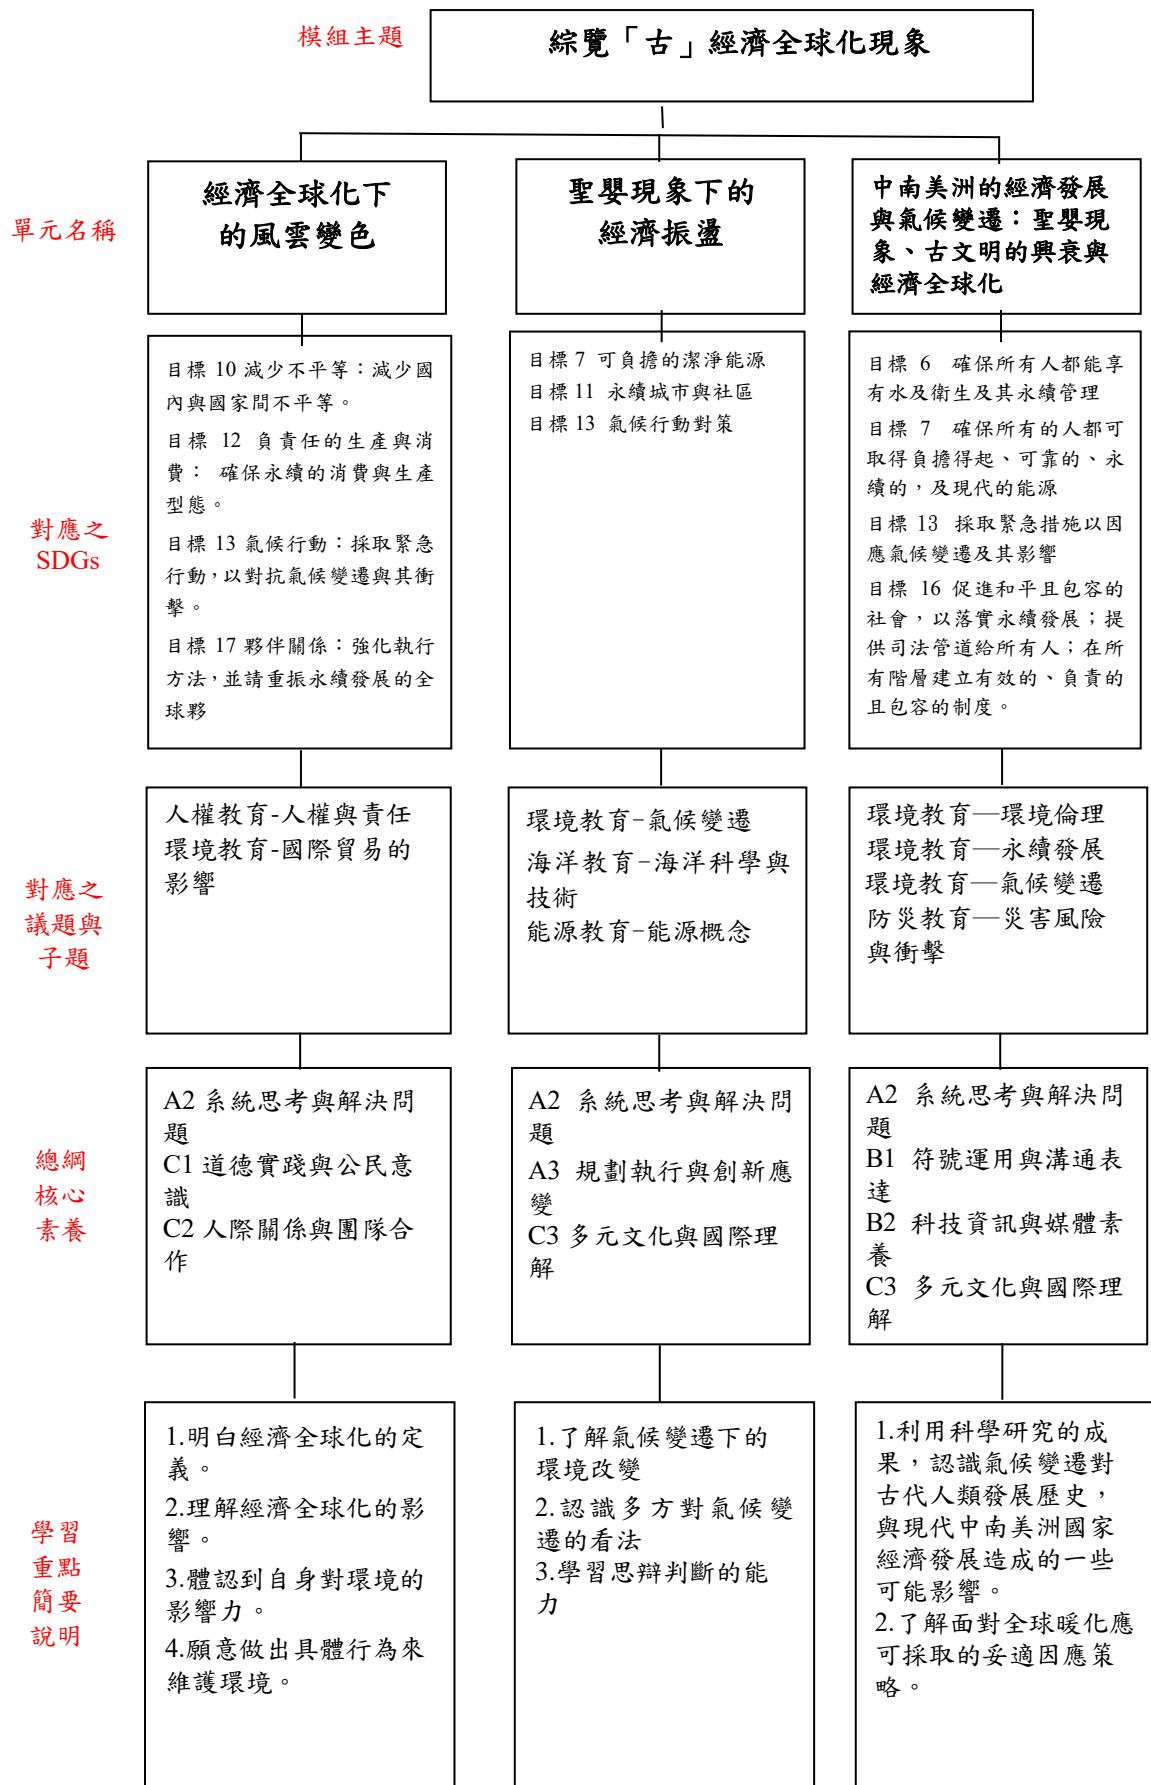 模組主題
綜覽「古」經濟全球化現象
單元名稱
經濟全球化下
的風雲變色
聖嬰現象下的
經濟振盪
中南美洲的經濟發展
與氣候變遷：聖嬰現
象、古文明的興衰與
經濟全球化
對應之
SDGs
目標 10 減少不平等：減少國
內與國家間不平等。
目標 12 負責任的生產與消
費： 確保永續的消費與生產
型態。
目標 13 氣候行動：採取緊急
行動，以對抗氣候變遷與其衝
擊。
目標 17 夥伴關係：強化執行
方法，並請重振永續發展的全
球夥
目標 7 可負擔的潔淨能源
目標 11 永續城市與社區
目標 13 氣候行動對策
目標 6 確保所有人都能享
有水及衛生及其永續管理
目標 7 確保所有的人都可
取得負擔得起、可靠的、永
續的，及現代的能源
目標 13 採取緊急措施以因
應氣候變遷及其影響
目標 16 促進和平且包容的
社會，以落實永續發展；提
供司法管道給所有人；在所
有階層建立有效的、負責的
且包容的制度。
對應之
議題與
子題
人權教育-人權與責任
環境教育-國際貿易的
影響
環境教育-氣候變遷
海洋教育-海洋科學與
技術
能源教育-能源概念
環境教育—環境倫理
環境教育—永續發展
環境教育—氣候變遷
防災教育—災害風險
與衝擊
總綱
核心
素養
A2 系統思考與解決問
題
C1 道德實踐與公民意
識
C2 人際關係與團隊合
作
A2 系統思考與解決問
題
A3 規劃執行與創新應
變
C3 多元文化與國際理
解
A2 系統思考與解決問
題
B1 符號運用與溝通表
達
B2 科技資訊與媒體素
養
C3 多元文化與國際理
解
學習
重點
簡要
說明
1.明白經濟全球化的定
義。
2.理解經濟全球化的影
響。
3.體認到自身對環境的
影響力。
4.願意做出具體行為來
維護環境。
1.了解氣候變遷下的
環境改變
2.認識多方對氣候變
遷的看法
3.學習思辯判斷的能
力
1.利用科學研究的成
果，認識氣候變遷對
古代人類發展歷史，
與現代中南美洲國家
經濟發展造成的一些
可能影響。
2.了解面對全球暖化應
可採取的妥適因應策
略。